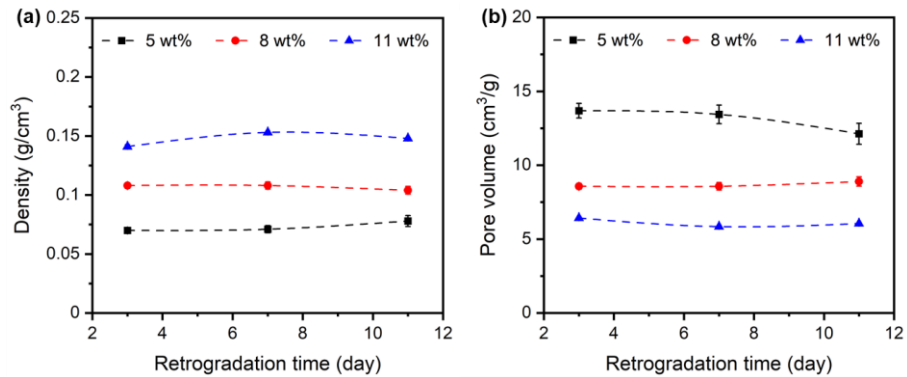 (a)
0.25
0.2
0.15
0.1
0.05
0
Density (g/cm³)
5 wt% 8 wt% 11 wt%
2 4 6 8 10 12
Retrogradation time (day)
(b)
20
15
10
5
0
Pore volume (cm³/g)
5 wt% 8 wt% 11 wt%
2 4 6 8 10 12
Retrogradation time (day)